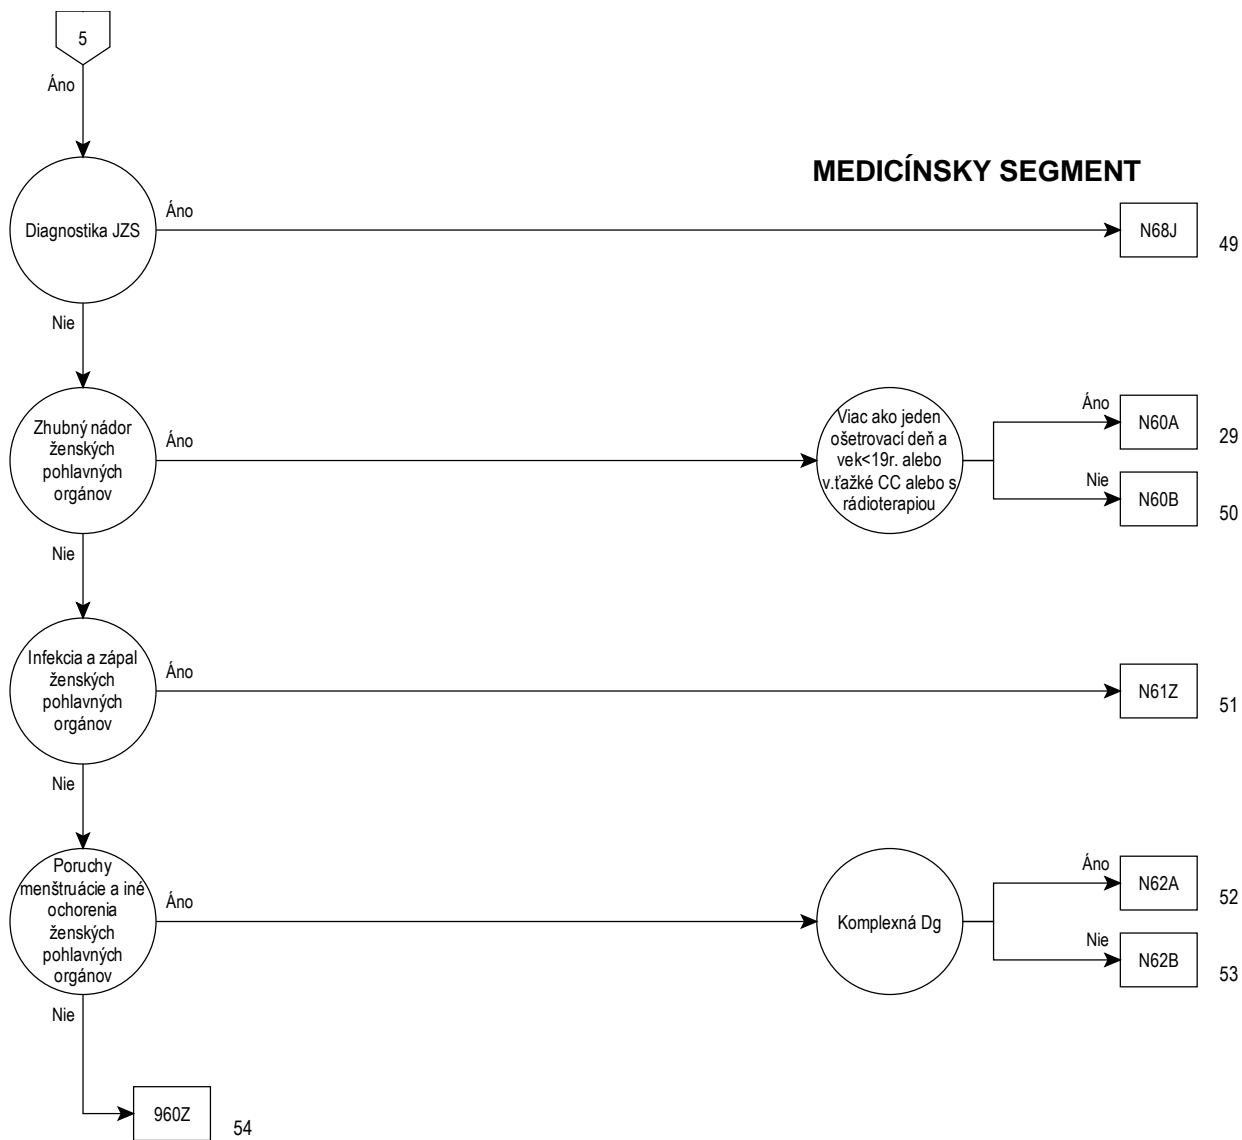 5
Áno
MEDICÍNSKY SEGMENT
Diagnostika JZS
Áno
N68J
49
Nie
Zhubný nádor
ženských
pohlavných
orgánov
Áno
Viac ako jeden
ošetrovací deň a
vek<19r. alebo
v.ťažké CC alebo s
rádioterapiou
Áno
N60A
29
Nie
N60B
50
Nie
Infekcia a zápal
ženských
pohlavných
orgánov
Áno
N61Z
51
Nie
Poruchy
menštruácie a iné
ochorenia
ženských
pohlavných
orgánov
Áno
Komplexná Dg
Áno
N62A
52
Nie
N62B
53
Nie
960Z
54